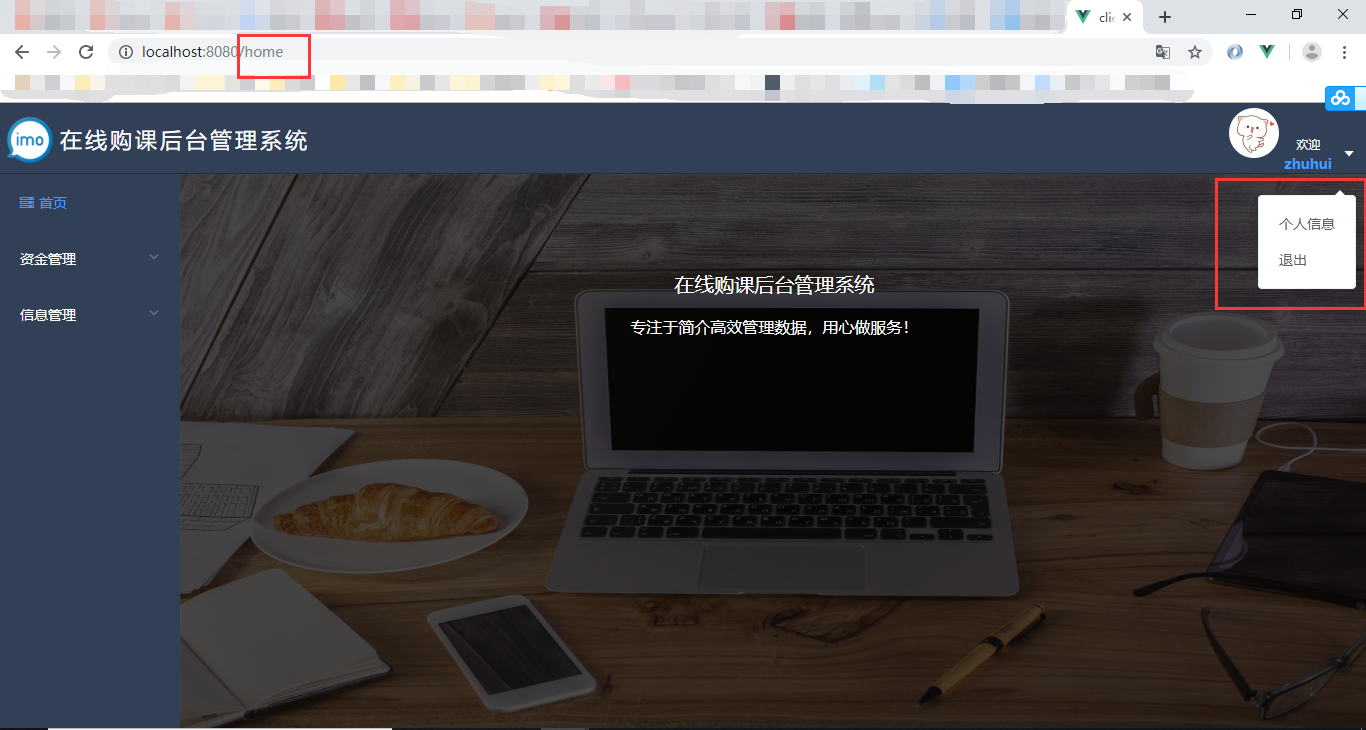 cli
localhost:8080/home
imo
在线购课后台管理系统
欢迎
zhuhui
首页
资金管理
信息管理
个人信息
退出
在线购课后台管理系统
专注于简介高效管理数据，用心做服务！